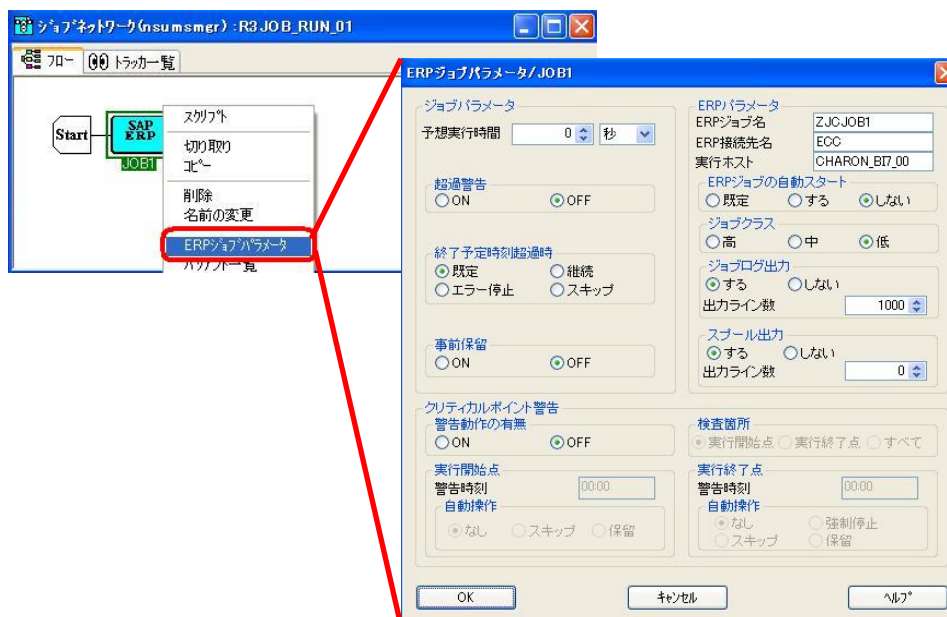 ジョブネットワーク(nsumsmgr):R3JOB_RUN_01
フロー トラッカー一覧
Start
SAP
ERP
JOB1
スクリプト
切り取り
コピー
削除
名前の変更
ERPジョブパラメータ
バリアント一覧
ERPジョブパラメータ/JOB1
ジョブパラメータ
予想実行時間 0 秒
超過警告
ON OFF
終了予定時刻超過時
既定 継続
エラー停止 スキップ
事前保留
ON OFF
ERPパラメータ
ERPジョブ名 ZJCJOB1
ERP接続先名 ECC
実行ホスト CHARON_BI7_00
ERPジョブの自動スタート
既定 する しない
ジョブクラス
高 中 低
ジョブログ出力
する しない
出力ライン数 1000
スプール出力
する しない
出力ライン数 0
クリティカルポイント警告
警告動作の有無
ON OFF
検査箇所
実行開始点 実行終了点 すべて
実行開始点
警告時刻 00:00
自動操作
なし スキップ 保留
実行終了点
警告時刻 00:00
自動操作
なし 強制停止
スキップ 保留
OK キャンセル ヘルプ